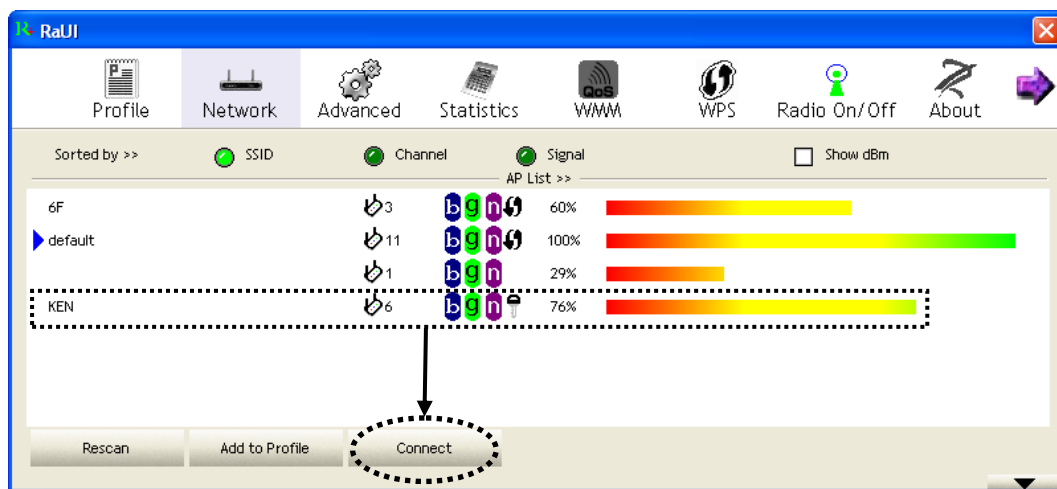 RaUI
Profile Network Advanced Statistics QoS WMM WPS Radio On/Off About
Sorted by >> SSID Channel Signal Show dBm
AP List >>
6F 3 b g n 60%
default 11 b g n 100%
1 b g n 29%
KEN 6 b g n 76%
Rescan Add to Profile Connect